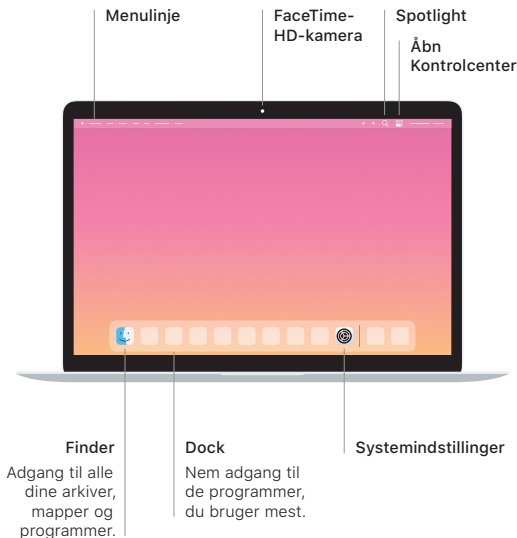 Menulinje
FaceTime-
HD-kamera
Spotlight
Åbn
Kontrolcenter
Finder
Adgang til alle
dine arkiver,
mapper og
programmer.
Dock
Nem adgang til
de programmer,
du bruger mest.
Systemindstillinger